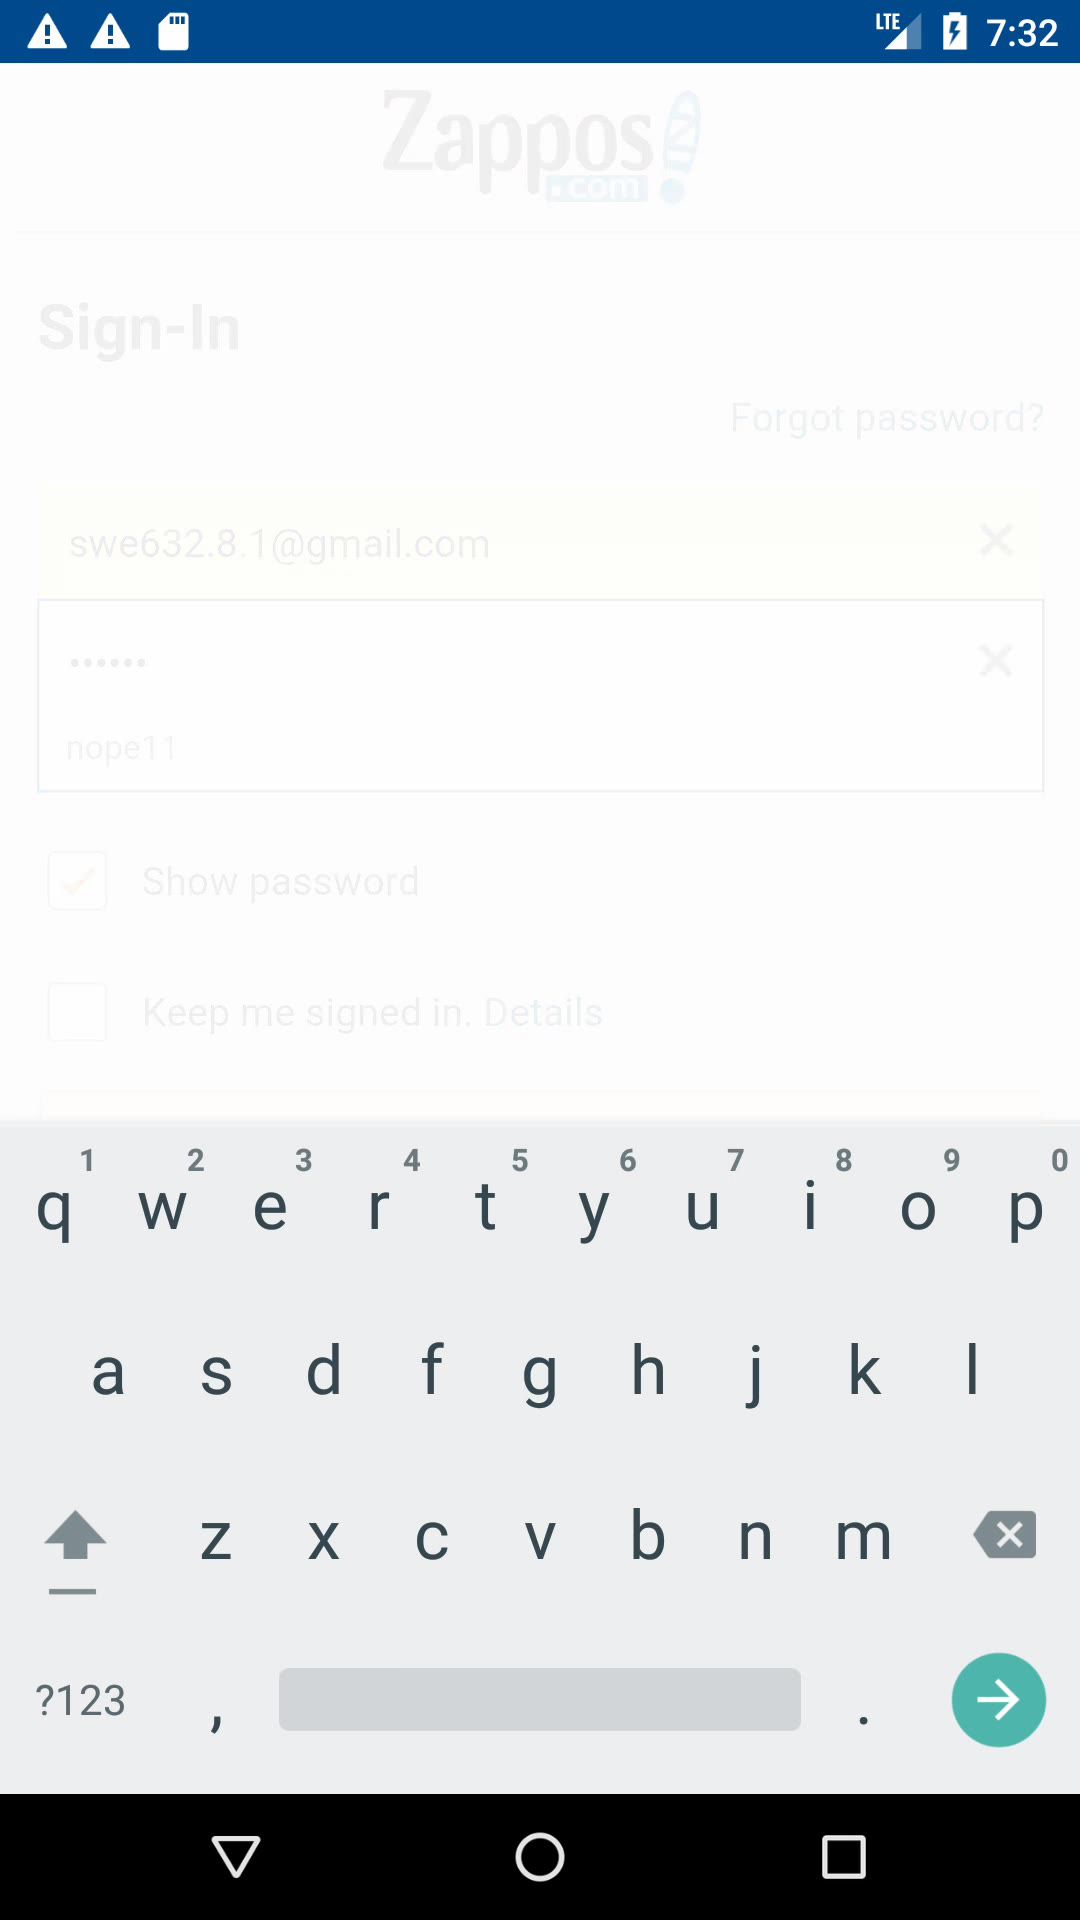 LTE 7:32
Zappos
.com
Sign-In
Forgot password?
swe632.8.1@gmail.com
••••••
nope11
Show password
Keep me signed in. Details
1 2 3 4 5 6 7 8 9 0
q w e r t y u i o p
a s d f g h j k l
z x c v b n m
?123 , .